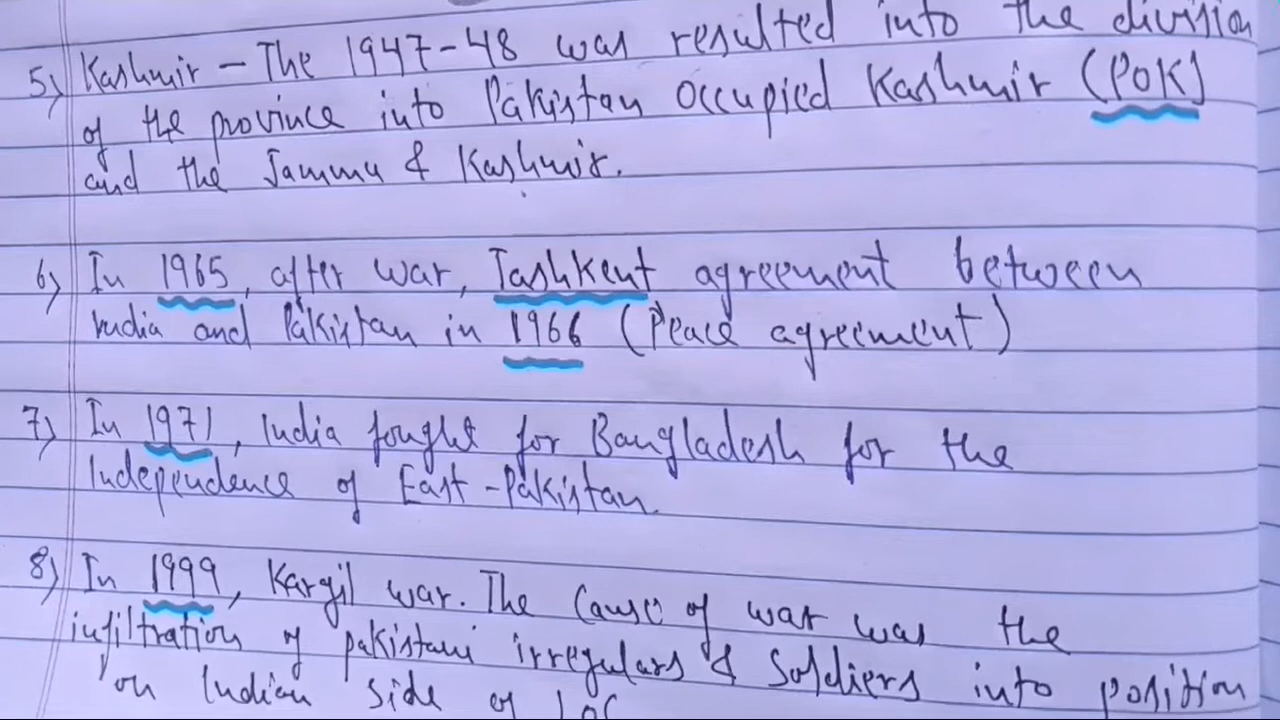 5) Kashmir - The 1947-48 was resulted into the division
of the province into Pakistan Occupied Kashmir (POK)
and the Jammu & Kashmir.
6) In 1965, after war, Tashkent agreement between
India and Pakistan in 1966 (Peace agreement)
7) In 1971, India fought for Bangladesh for the
Independence of East-Pakistan.
8) In 1999, Kargil war. The Cause of war was the
infiltration of pakistani irregulars & Soldiers into position
on Indian side of LOC